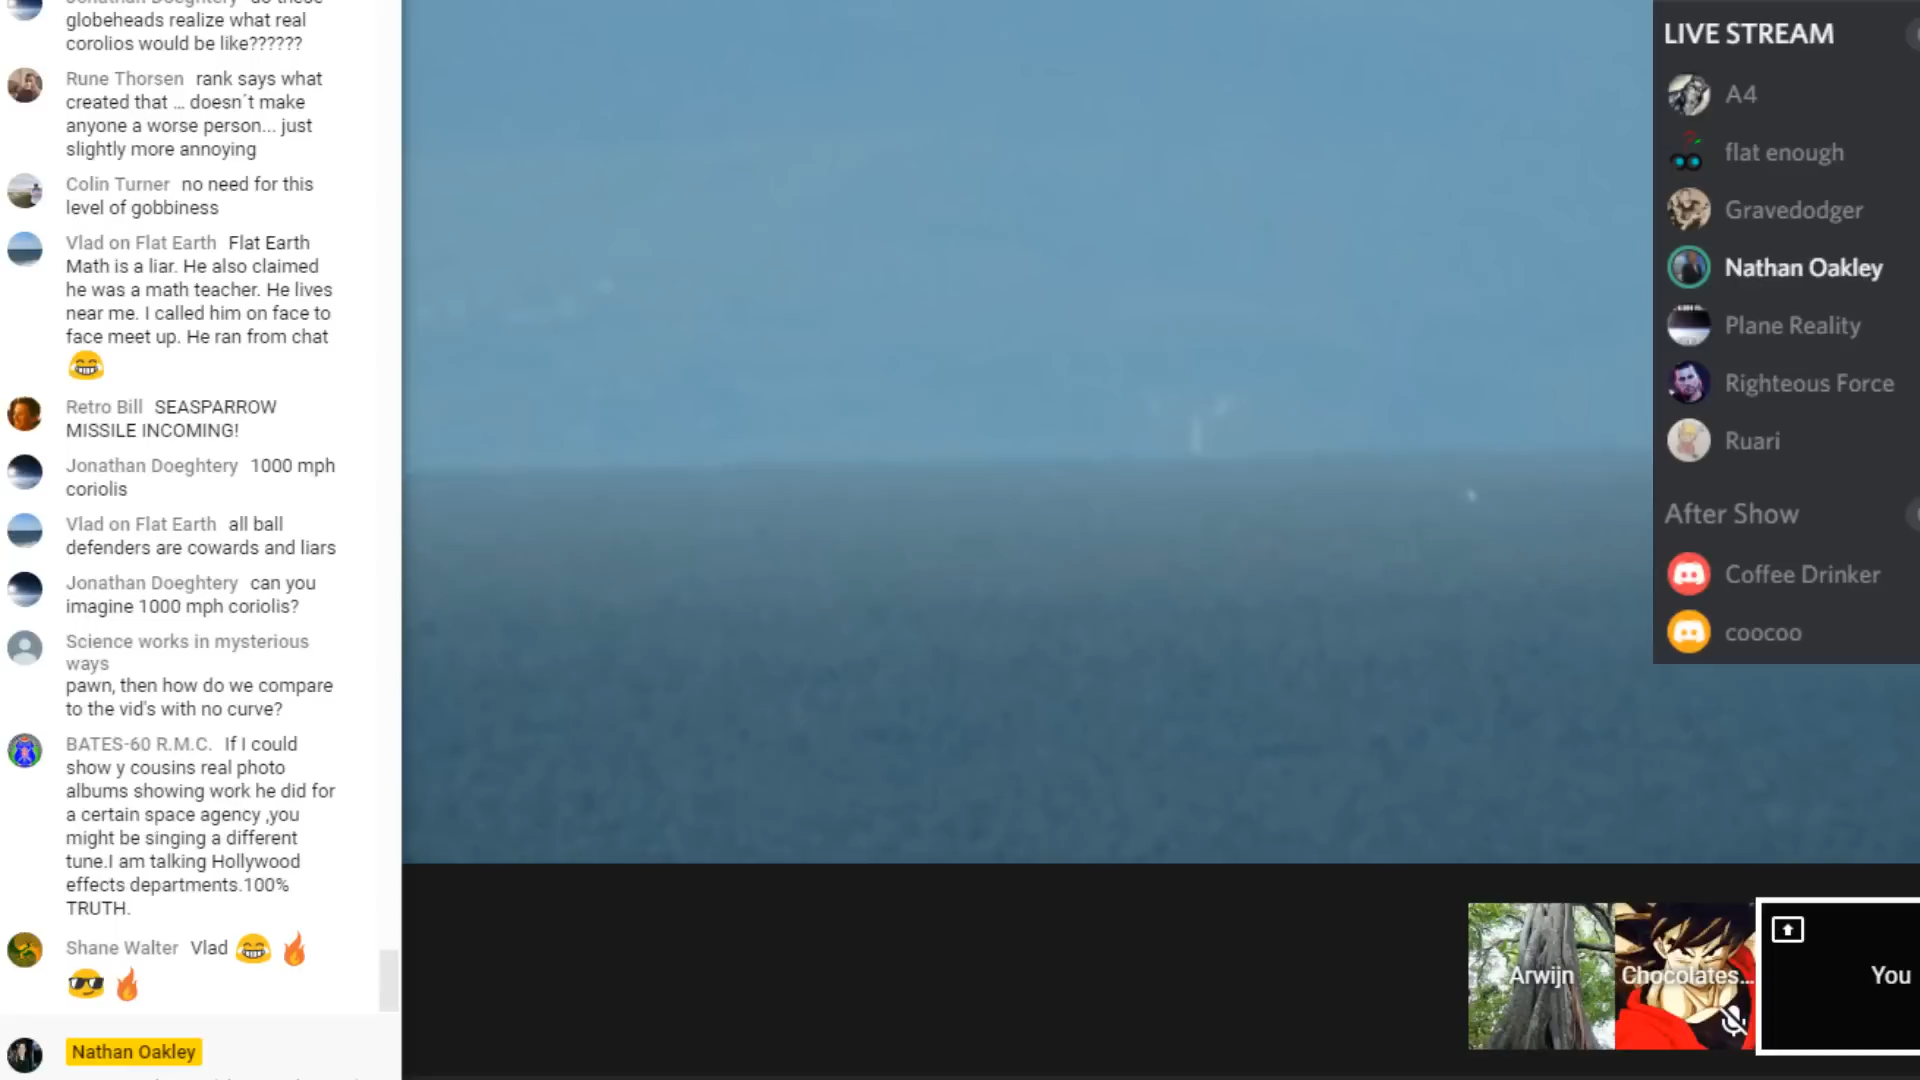 globeheads realize what real
corolios would be like??????
Rune Thorsen rank says what
created that ... doesn´t make
anyone a worse person... just
slightly more annoying
Colin Turner no need for this
level of gobbiness
Vlad on Flat Earth Flat Earth
Math is a liar. He also claimed
he was a math teacher. He lives
near me. I called him on face to
face meet up. He ran from chat
😂
Retro Bill SEASPARROW
MISSILE INCOMING!
Jonathan Doeghtery 1000 mph
coriolis
Vlad on Flat Earth all ball
defenders are cowards and liars
Jonathan Doeghtery can you
imagine 1000 mph coriolis?
Science works in mysterious
ways
pawn, then how do we compare
to the vid's with no curve?
BATES-60 R.M.C. If I could
show y cousins real photo
albums showing work he did for
a certain space agency ,you
might be singing a different
tune.I am talking Hollywood
effects departments.100%
TRUTH.
Shane Walter Vlad 😂 🔥
😎 🔥
Nathan Oakley
LIVE STREAM
A4
flat enough
Gravedodger
Nathan Oakley
Plane Reality
Righteous Force
Ruari
After Show
Coffee Drinker
coocoo
Arwijn
Chocolates...
You